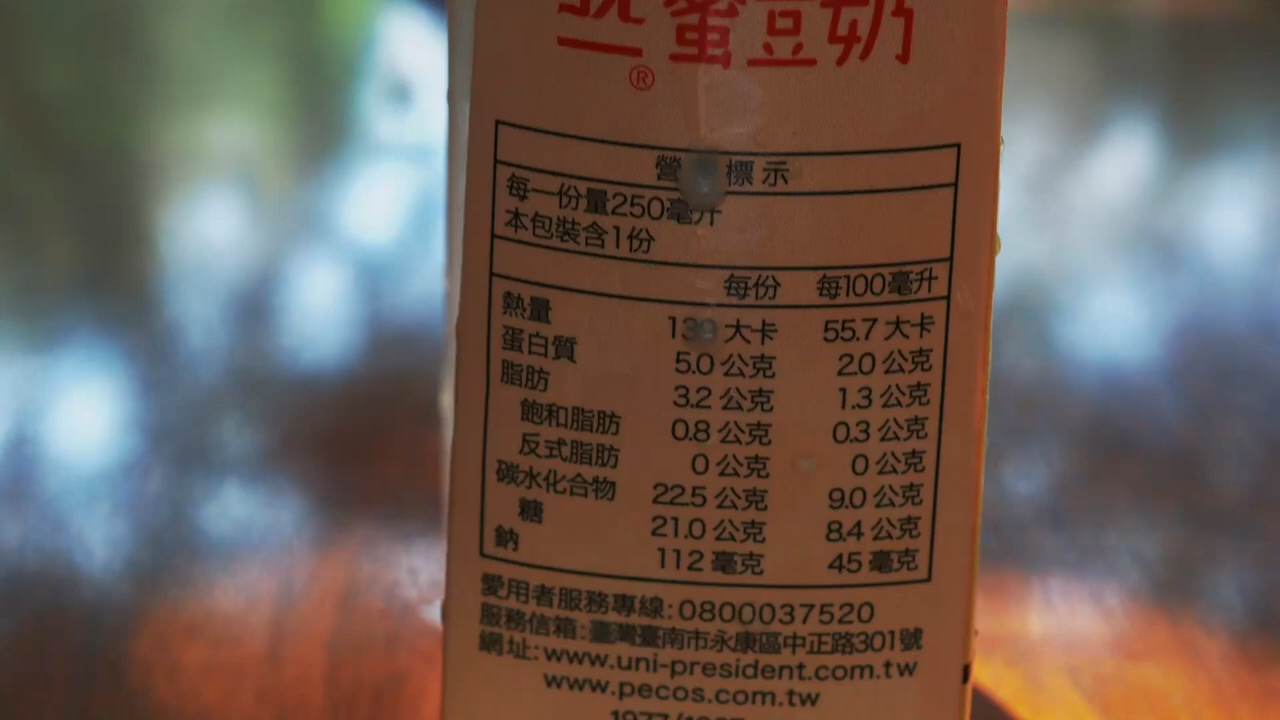 蜜豆奶
®
營 標示
每一份量250毫升
本包裝含1份
每份 每100毫升
熱量 139 大卡 55.7 大卡
蛋白質 5.0 公克 2.0 公克
脂肪 3.2 公克 1.3 公克
飽和脂肪 0.8 公克 0.3 公克
反式脂肪 0 公克 0 公克
碳水化合物 22.5 公克 9.0 公克
糖 21.0 公克 8.4 公克
鈉 112 毫克 45 毫克
愛用者服務專線:0800037520
服務信箱:臺灣臺南市永康區中正路301號
網址:www.uni-president.com.tw
www.pecos.com.tw